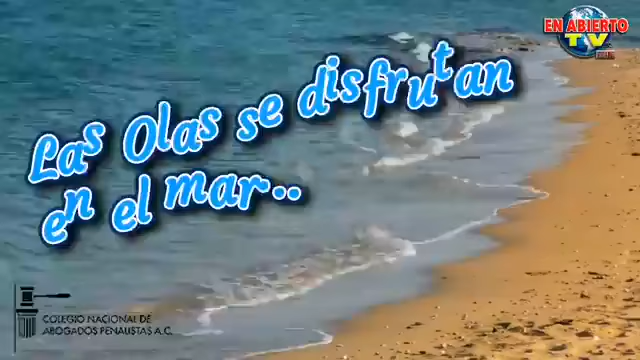 EN ABIERTO
TV
Las Olas se disfrutan
en el mar..
COLEGIO NACIONAL DE
ABOGADOS PENALISTAS A.C.